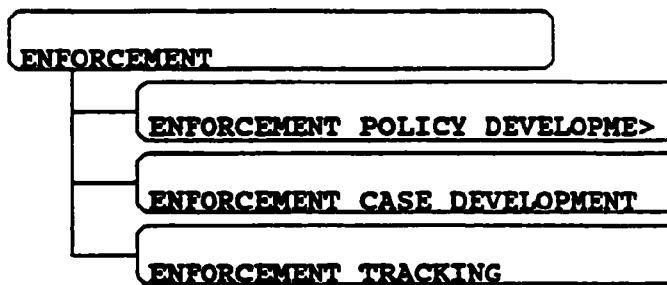 ENFORCEMENT
ENFORCEMENT POLICY DEVELOPME>
ENFORCEMENT CASE DEVELOPMENT
ENFORCEMENT TRACKING